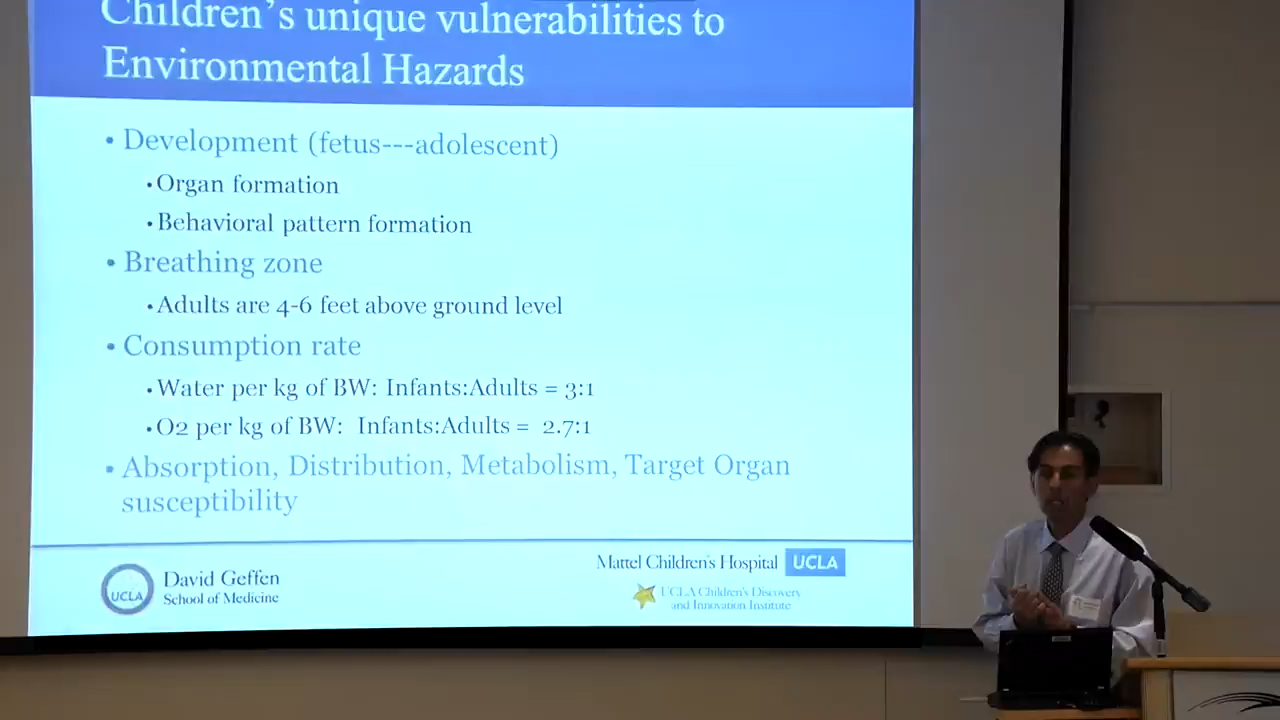 Children's unique vulnerabilities to
Environmental Hazards
• Development (fetus---adolescent)
• Organ formation
• Behavioral pattern formation
• Breathing zone
• Adults are 4-6 feet above ground level
• Consumption rate
• Water per kg of BW: Infants:Adults = 3:1
• O2 per kg of BW: Infants:Adults = 2.7:1
• Absorption, Distribution, Metabolism, Target Organ
susceptibility
UCLA
David Geffen
School of Medicine
Mattel Children's Hospital UCLA
UCLA Children's Discovery
and Innovation Institute